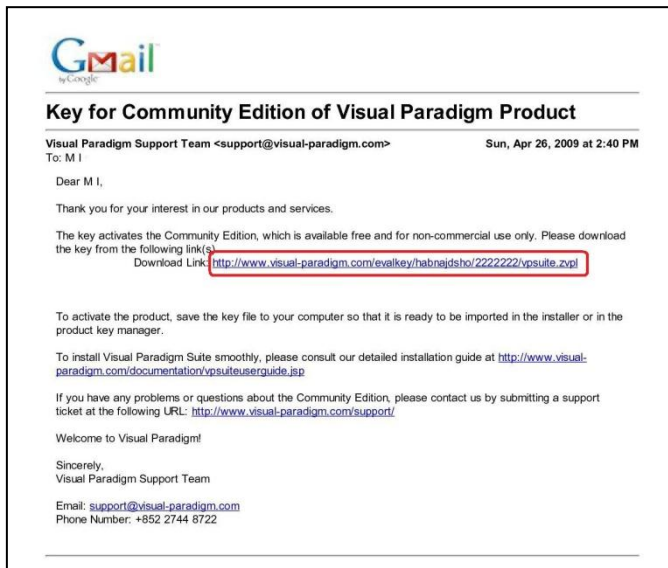 Gmail
by Google
Key for Community Edition of Visual Paradigm Product
Visual Paradigm Support Team <support@visual-paradigm.com> Sun, Apr 26, 2009 at 2:40 PM
To: M I
Dear M I,
Thank you for your interest in our products and services.
The key activates the Community Edition, which is available free and for non-commercial use only. Please download
the key from the following link(s)
Download Link: http://www.visual-paradigm.com/evalkey/habnajdsho/2222222/vpsuite.zvpl
To activate the product, save the key file to your computer so that it is ready to be imported in the installer or in the
product key manager.
To install Visual Paradigm Suite smoothly, please consult our detailed installation guide at http://www.visual-
paradigm.com/documentation/vpsuiteuserguide.jsp
If you have any problems or questions about the Community Edition, please contact us by submitting a support
ticket at the following URL: http://www.visual-paradigm.com/support/
Welcome to Visual Paradigm!
Sincerely,
Visual Paradigm Support Team
Email: support@visual-paradigm.com
Phone Number: +852 2744 8722